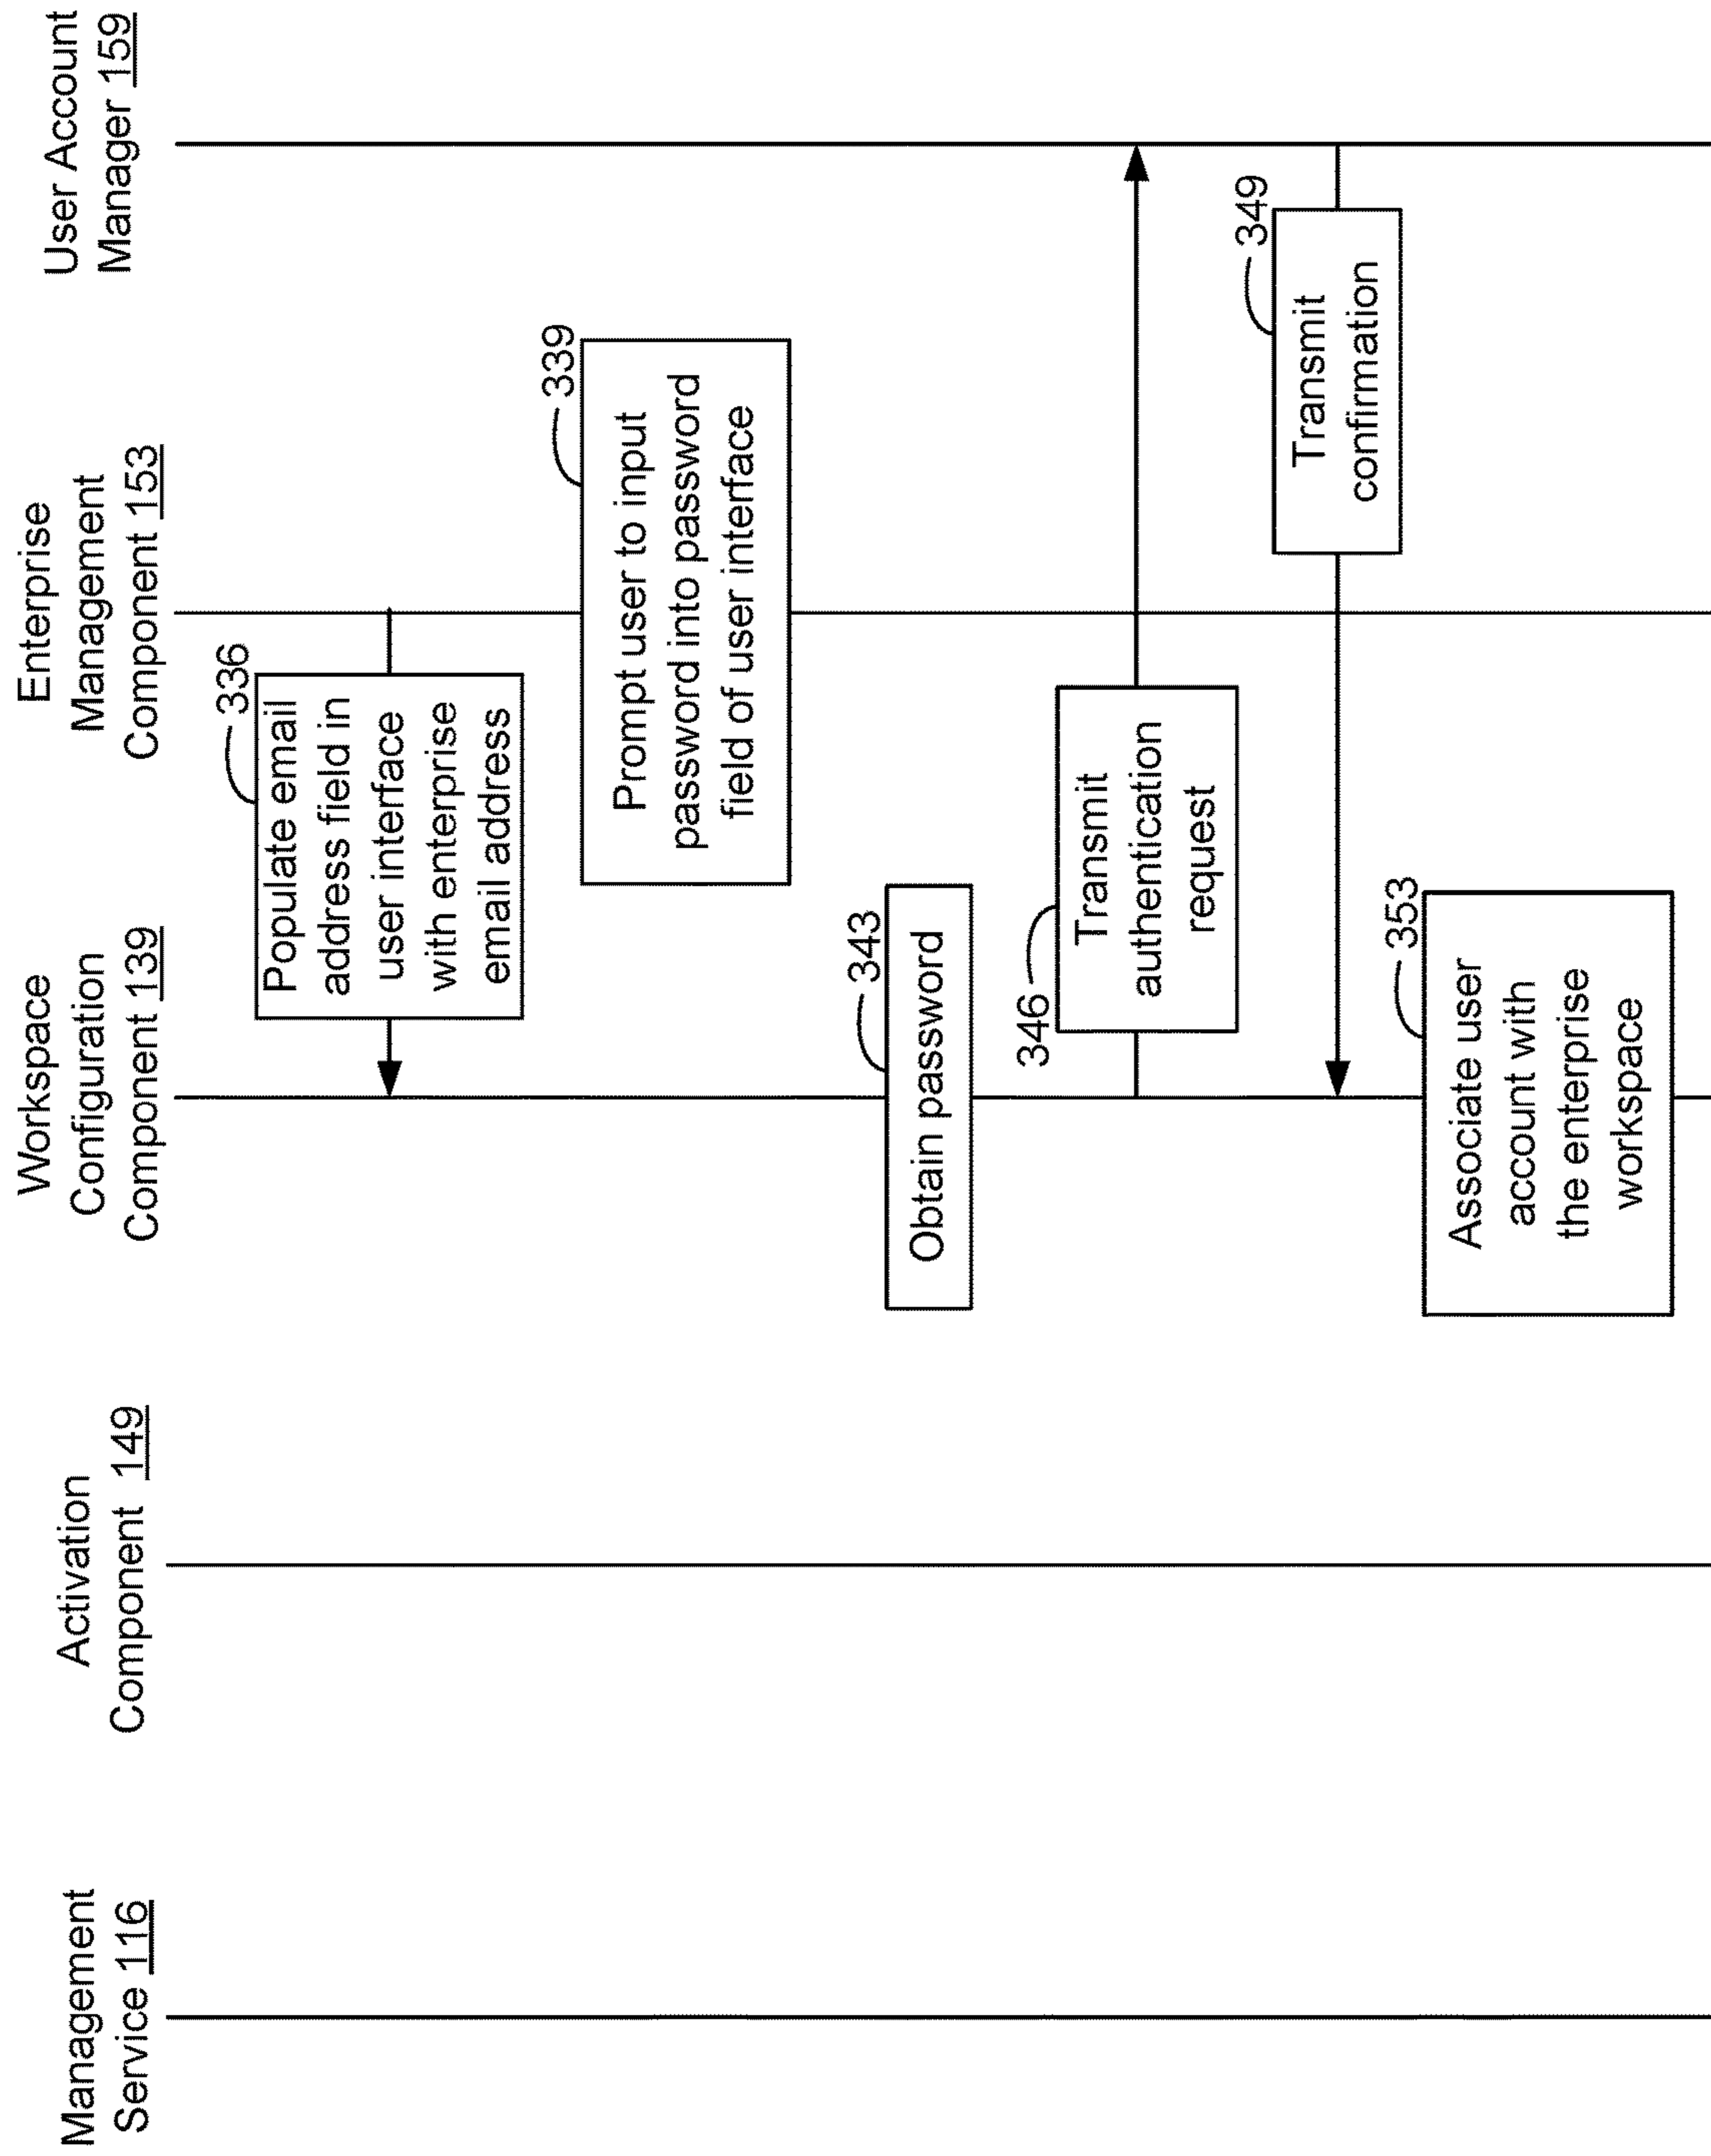 Management
Service 116
Activation
Component 149
Workspace
Configuration
Component 139
Enterprise
Management
Component 153
User Account
Manager 159
336
Populate email
address field in
user interface
with enterprise
email address
339
Prompt user to input
password into password
field of user interface
343
Obtain password
346
Transmit
authentication
request
349
Transmit
confirmation
353
Associate user
account with
the enterprise
workspace